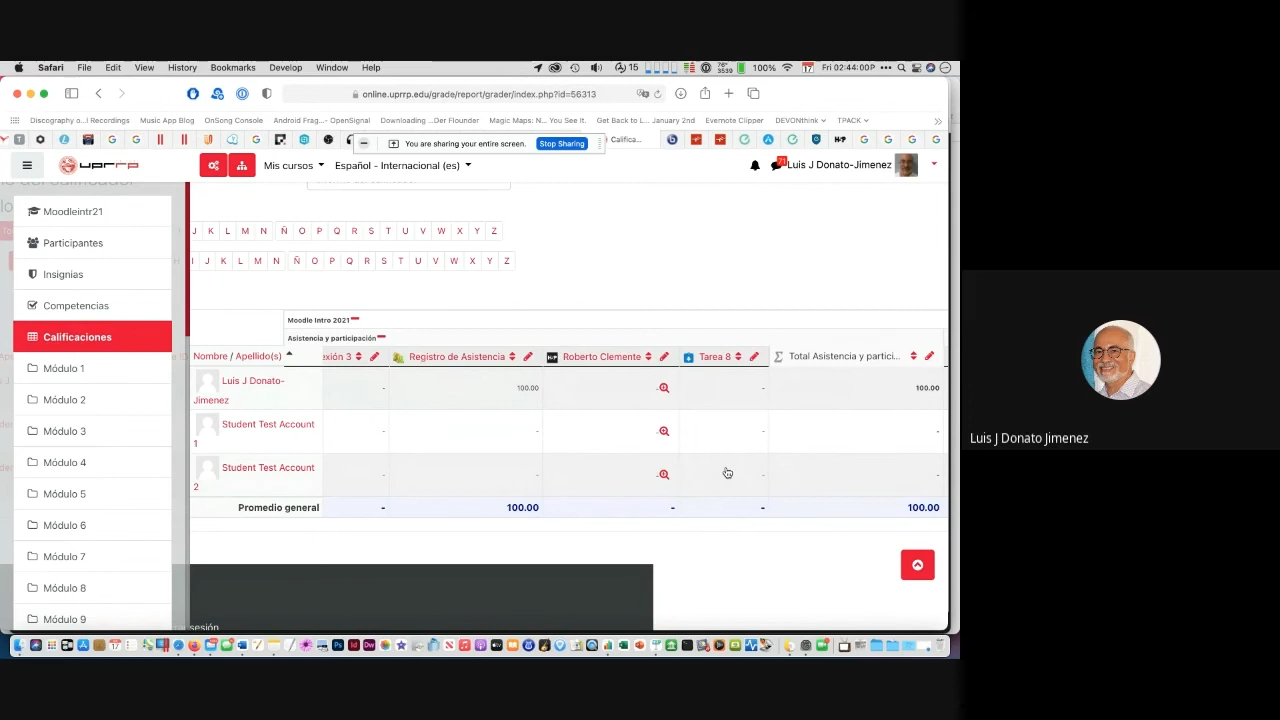 Safari File Edit View History Bookmarks Develop Window Help
15 76° 3539 100% 17 Fri 02:44:00P
online.uprrp.edu/grade/report/grader/index.php?id=56313
Discography o...l Recordings Music App Blog OnSong Console Android Frag... - OpenSignal Downloading ...Der Flounder Magic Maps: N... You See it. Get Back to L... January 2nd Evernote Clipper DEVONthink TPACK
You are sharing your entire screen. Stop Sharing Califica...
uprrp Mis cursos Español - Internacional (es) Luis J Donato-Jimenez
Moodleintr21
Participantes
Insignias
Competencias
Calificaciones
Módulo 1
Módulo 2
Módulo 3
Módulo 4
Módulo 5
Módulo 6
Módulo 7
Módulo 8
Módulo 9
J K L M N Ñ O P Q R S T U V W X Y Z
I J K L M N Ñ O P Q R S T U V W X Y Z
Moodle Intro 2021
Asistencia y participación
Nombre / Apellido(s) exión 3 Registro de Asistencia Roberto Clemente Tarea 8 Total Asistencia y partici...
Luis J Donato-
Jimenez - 100.00 - - 100.00
Student Test Account
1 - - - - -
Student Test Account
2 - - - - -
Promedio general - 100.00 - - 100.00
sesión
Luis J Donato Jimenez